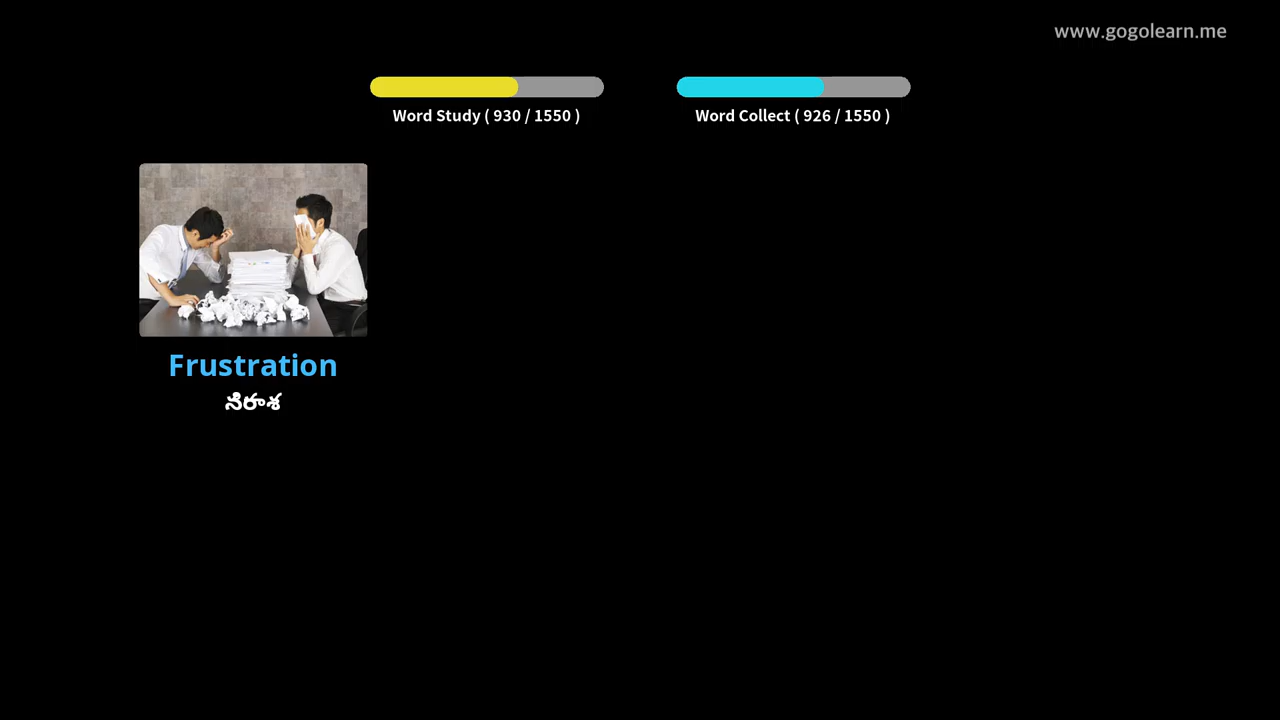 www.gogolearn.me
Word Study ( 930 / 1550 )
Word Collect ( 926 / 1550 )
Frustration
నిరాశ